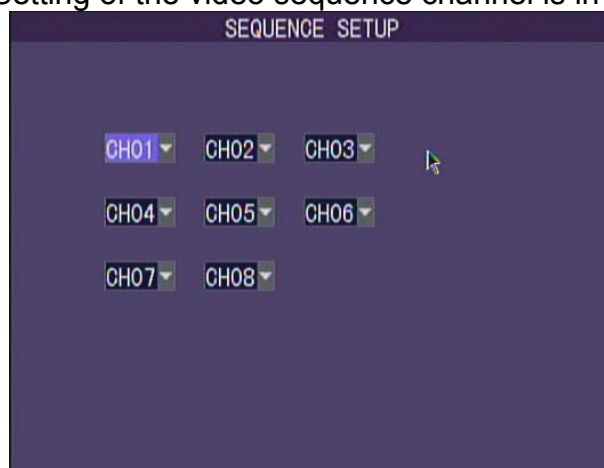 setting of the video sequence channel is in
SEQUENCE SETUP
CH01 CH02 CH03
CH04 CH05 CH06
CH07 CH08